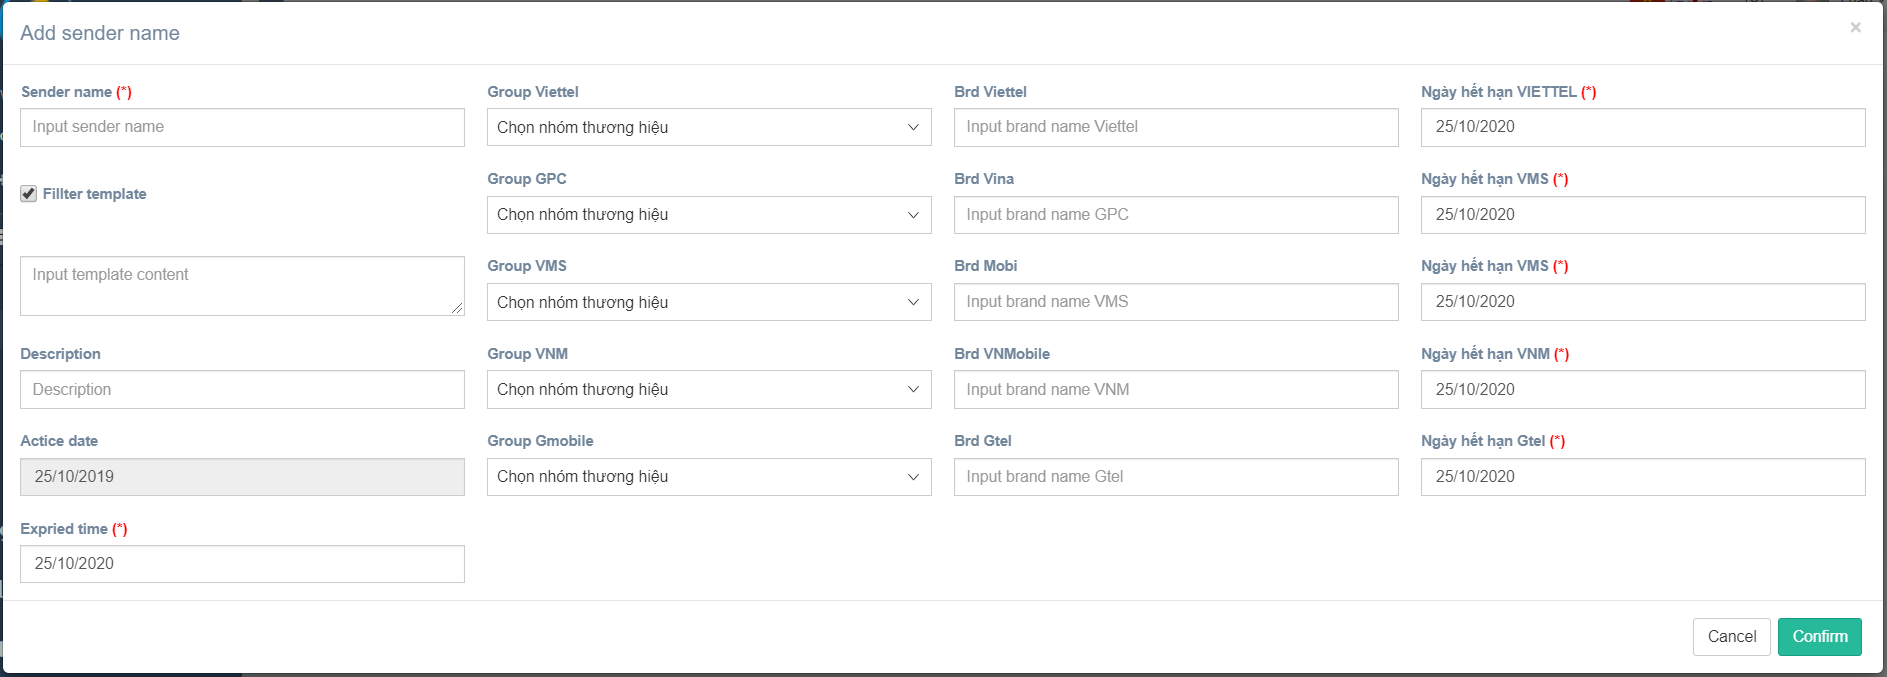 Add sender name
×
Sender name (*)
Group Viettel
Brd Viettel
Ngày hết hạn VIETTEL (*)
Input sender name
Chọn nhóm thương hiệu
Input brand name Viettel
25/10/2020
Fillter template
Group GPC
Brd Vina
Ngày hết hạn VMS (*)
Chọn nhóm thương hiệu
Input brand name GPC
25/10/2020
Input template content
Group VMS
Brd Mobi
Ngày hết hạn VMS (*)
Chọn nhóm thương hiệu
Input brand name VMS
25/10/2020
Description
Group VNM
Brd VNMobile
Ngày hết hạn VNM (*)
Description
Chọn nhóm thương hiệu
Input brand name VNM
25/10/2020
Actice date
Group Gmobile
Brd Gtel
Ngày hết hạn Gtel (*)
25/10/2019
Chọn nhóm thương hiệu
Input brand name Gtel
25/10/2020
Expried time (*)
25/10/2020
Cancel
Confirm